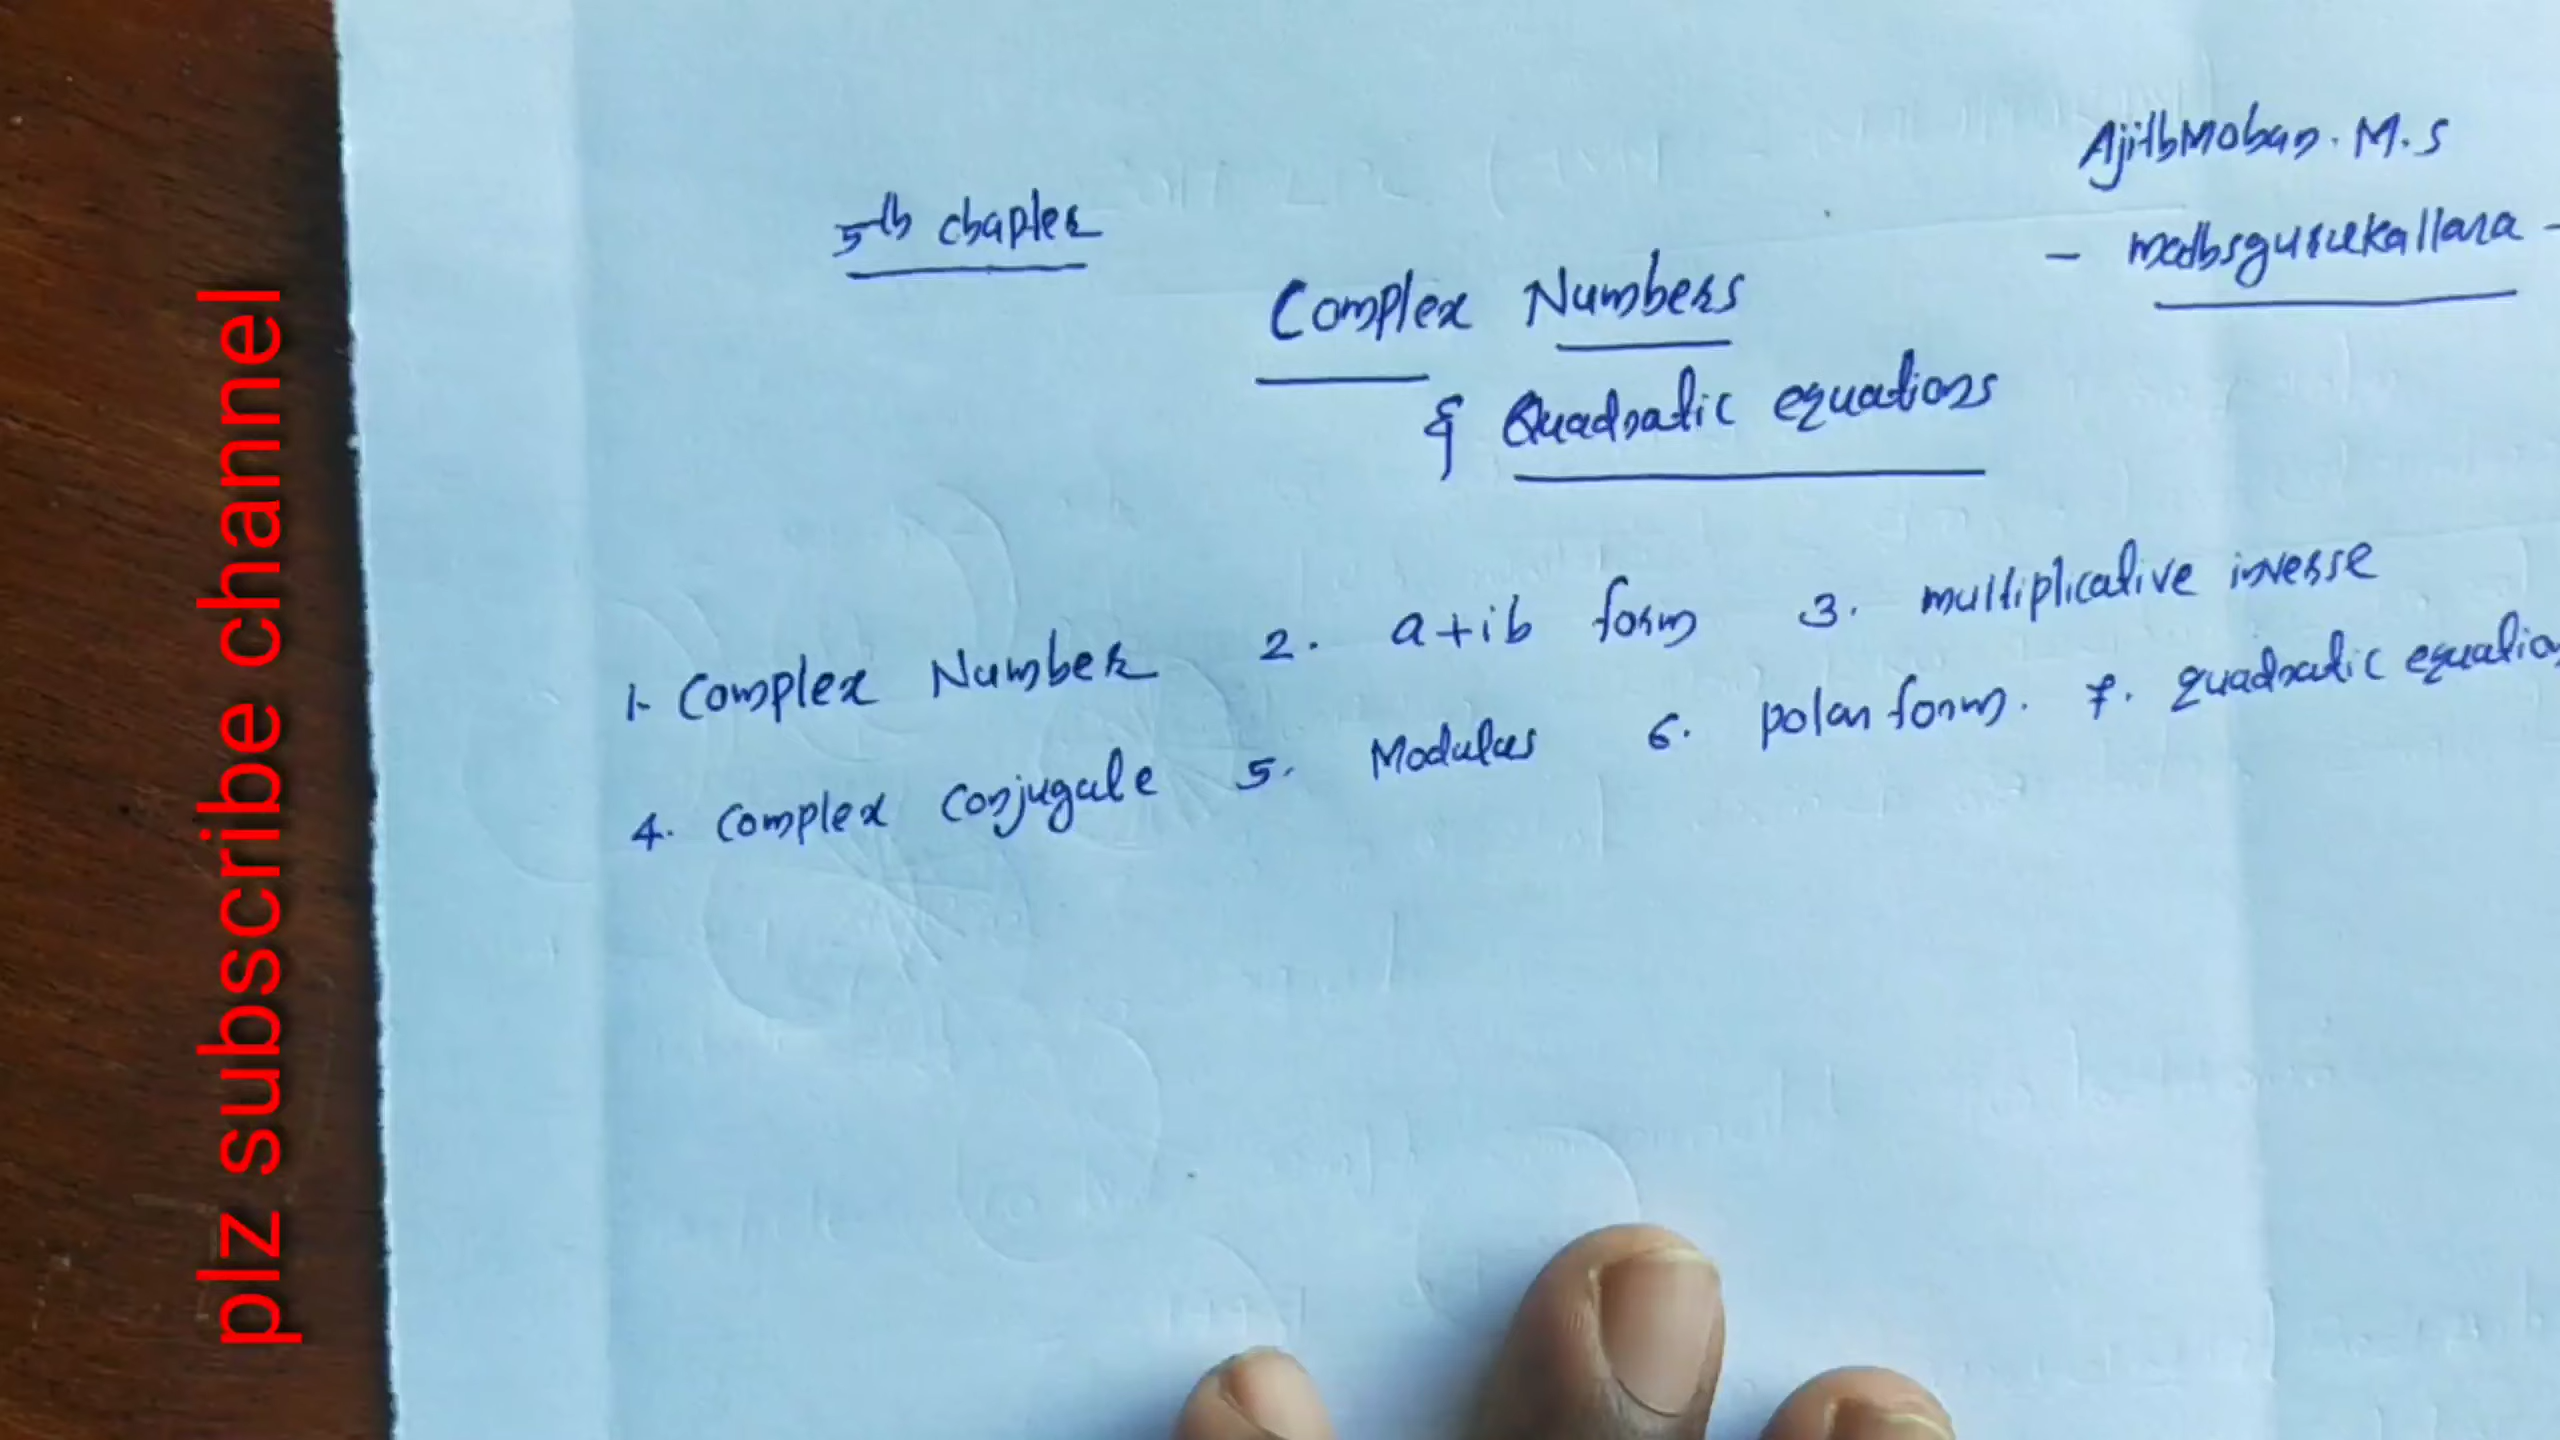 AjithMohan. M.S
5th chapter
- mathsgurukallara -
Complex Numbers
& Quadratic equations
1. Complex Number 2. a+ib form 3. multiplicative inverse
4. Complex Conjugate 5. Modulus 6. polar form. 7. quadratic equation
plz subscribe channel